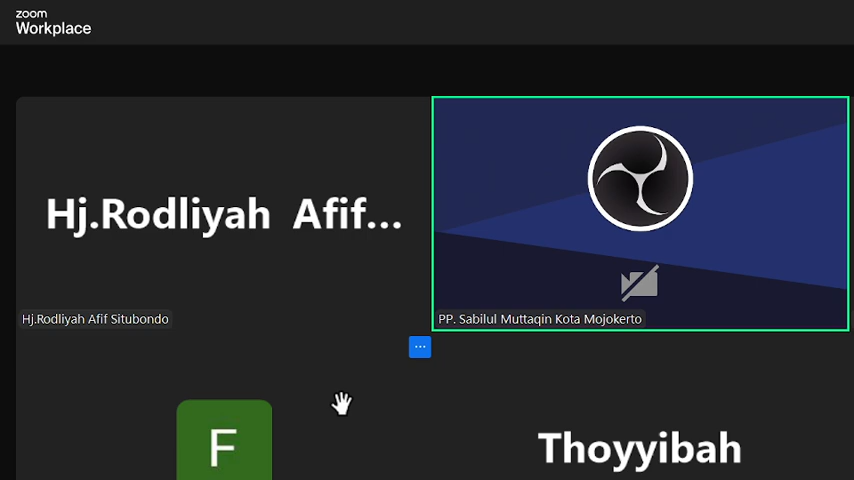 zoom
Workplace
Hj.Rodliyah Afif...
Hj.Rodliyah Afif Situbondo
PP. Sabilul Muttaqin Kota Mojokerto
F
Thoyyibah